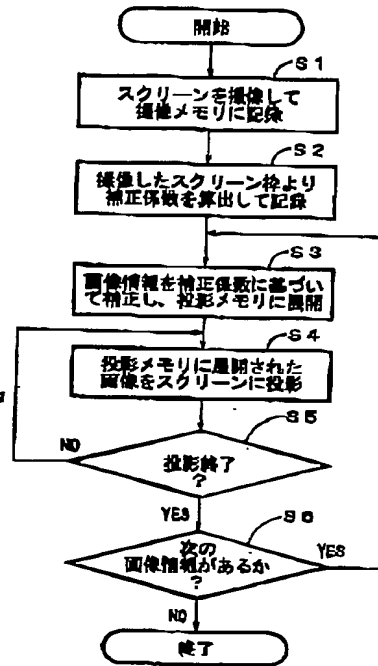 開始
S1
スクリーンを撮像して
撮像メモリに記録
S2
撮像したスクリーン枠より
補正係数を算出して記録
S3
画像情報を補正係数に基づい
て補正し、投影メモリに展開
S4
投影メモリに展開された
画像をスクリーンに投影
S5
NO
投影終了
?
YES
S6
次の
画像情報があるか
?
YES
NO
終了